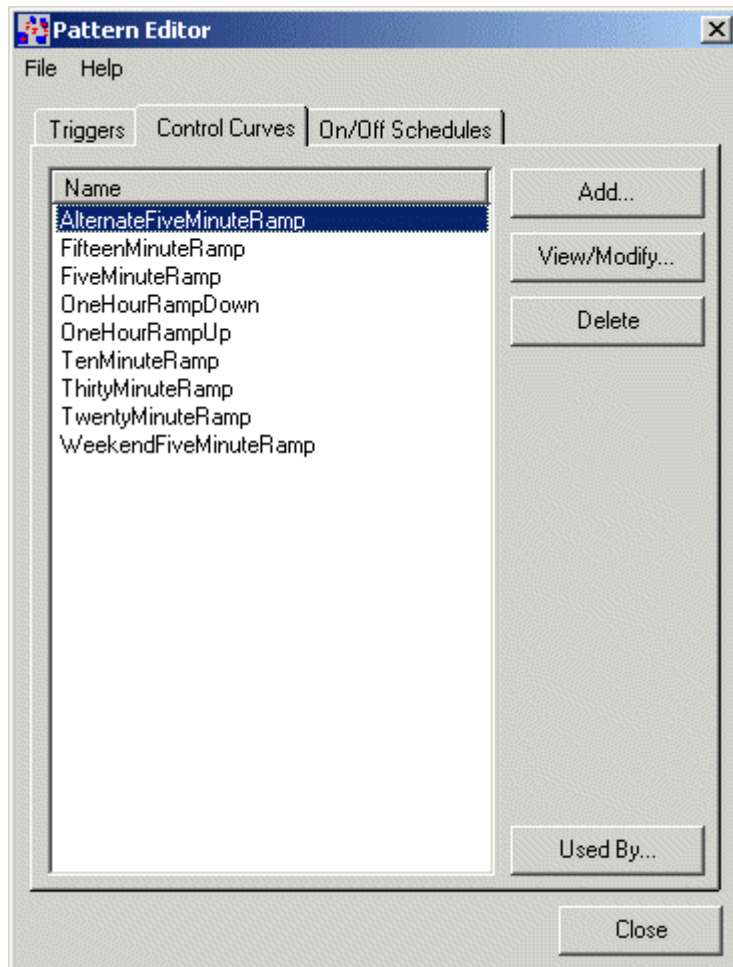 Pattern Editor
File Help
Triggers Control Curves On/Off Schedules
Name
AlternateFiveMinuteRamp
FifteenMinuteRamp
FiveMinuteRamp
OneHourRampDown
OneHourRampUp
TenMinuteRamp
ThirtyMinuteRamp
TwentyMinuteRamp
WeekendFiveMinuteRamp
Add...
View/Modify...
Delete
Used By...
Close